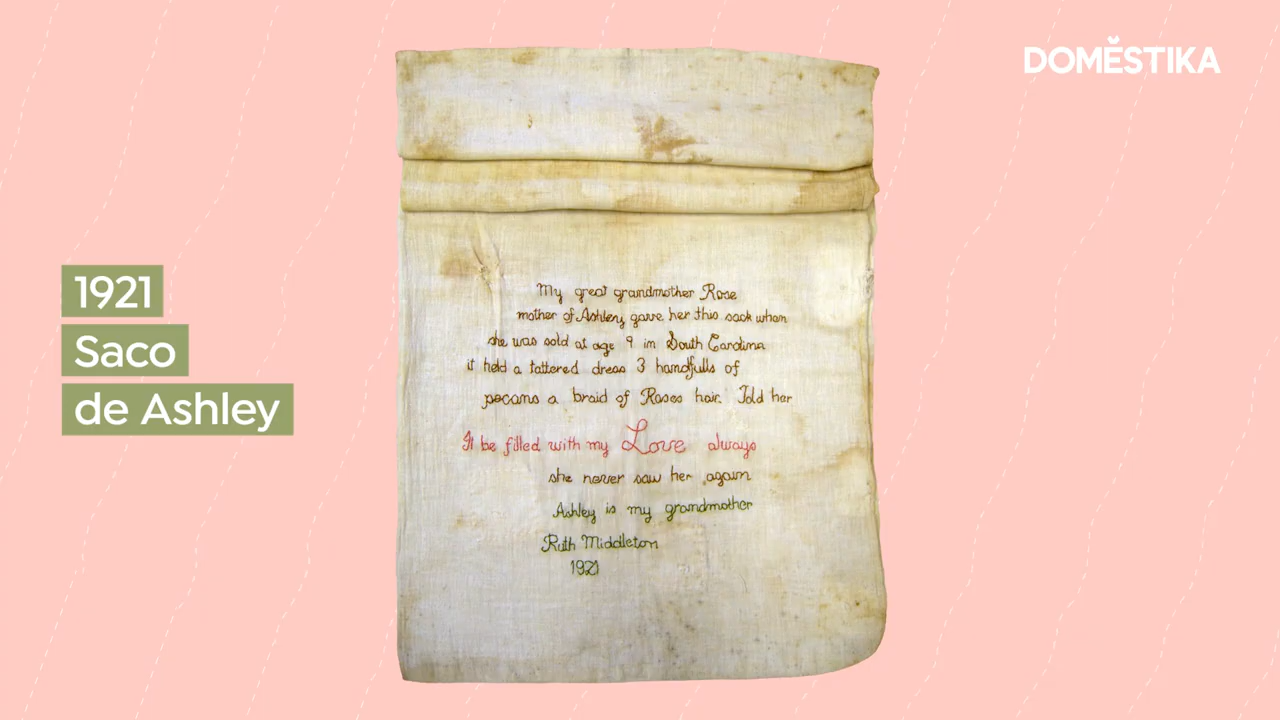 DOMĚSTIKA
1921
Saco
de Ashley
My great grandmother Rose
mother of Ashley gave her this sack when
she was sold at age 9 in South Carolina
it held a tattered dress 3 handfulls of
pecans a braid of Roses hair. Told her
It be filled with my Love always
she never saw her again
Ashley is my grandmother
Ruth Middleton
1921